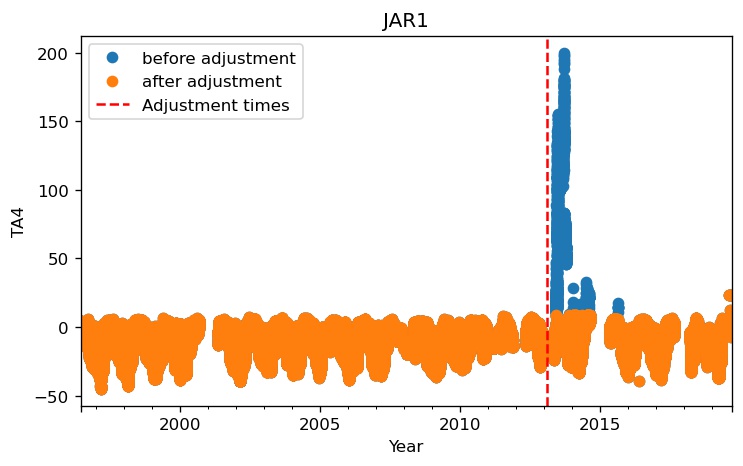 JAR1
before adjustment
after adjustment
Adjustment times
TA4
200
150
100
50
0
−50
2000
2005
2010
2015
Year